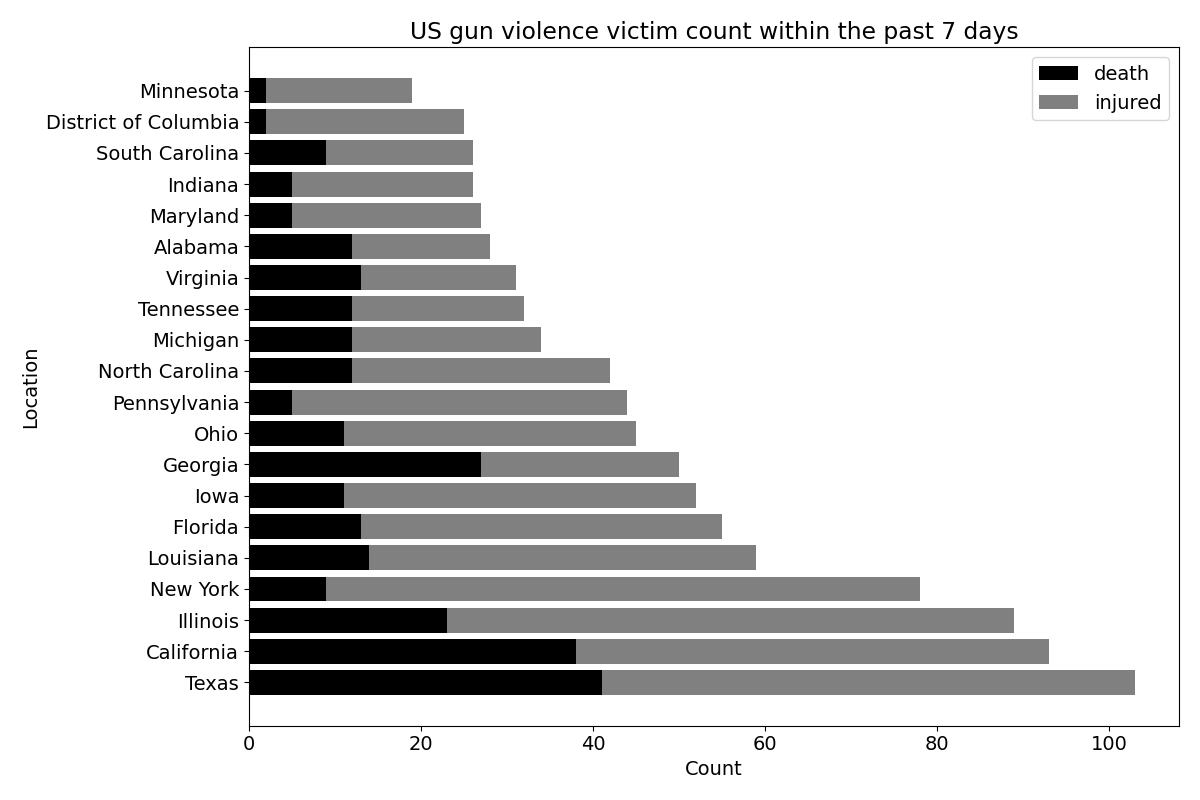 US gun violence victim count within the past 7 days
death
injured
Minnesota
District of Columbia
South Carolina
Indiana
Maryland
Alabama
Virginia
Tennessee
Michigan
North Carolina
Pennsylvania
Ohio
Georgia
Iowa
Florida
Louisiana
New York
Illinois
California
Texas
Location
0 20 40 60 80 100
Count